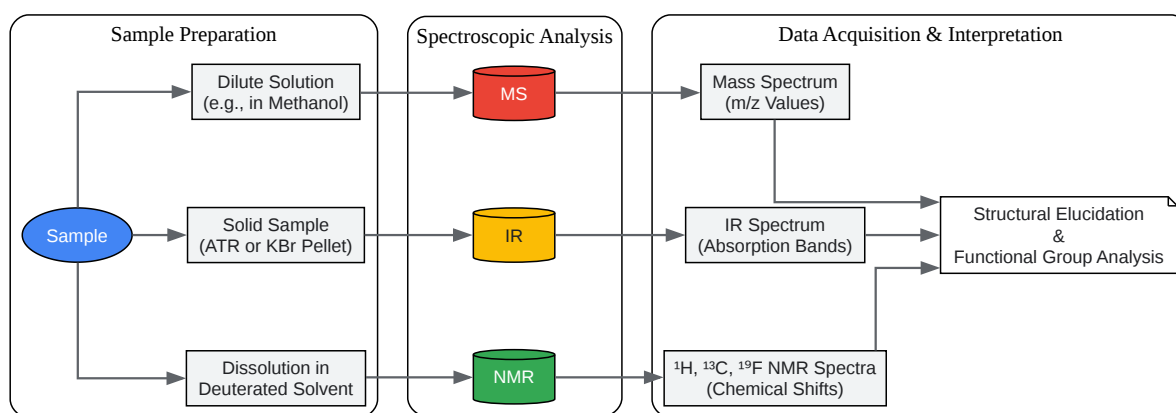 Sample Preparation
Spectroscopic Analysis
Data Acquisition & Interpretation
Dilute Solution
(e.g., in Methanol)
MS
Mass Spectrum
(m/z Values)
Sample
Solid Sample
(ATR or KBr Pellet)
IR
IR Spectrum
(Absorption Bands)
Structural Elucidation
&
Functional Group Analysis
Dissolution in
Deuterated Solvent
NMR
¹H, ¹³C, ¹⁹F NMR Spectra
(Chemical Shifts)